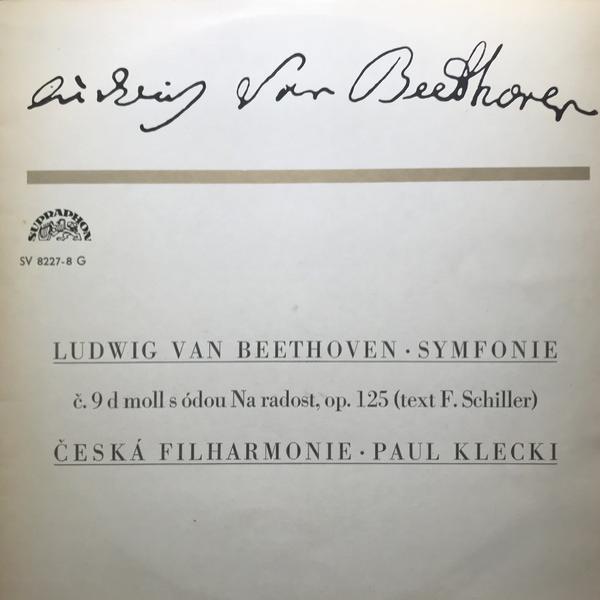 Ludwig Van Beethoven
SUPRAPHON
SV 8227-8 G
LUDWIG VAN BEETHOVEN · SYMFONIE
č. 9 d moll s ódou Na radost, op. 125 (text F. Schiller)
ČESKÁ FILHARMONIE · PAUL KLECKI